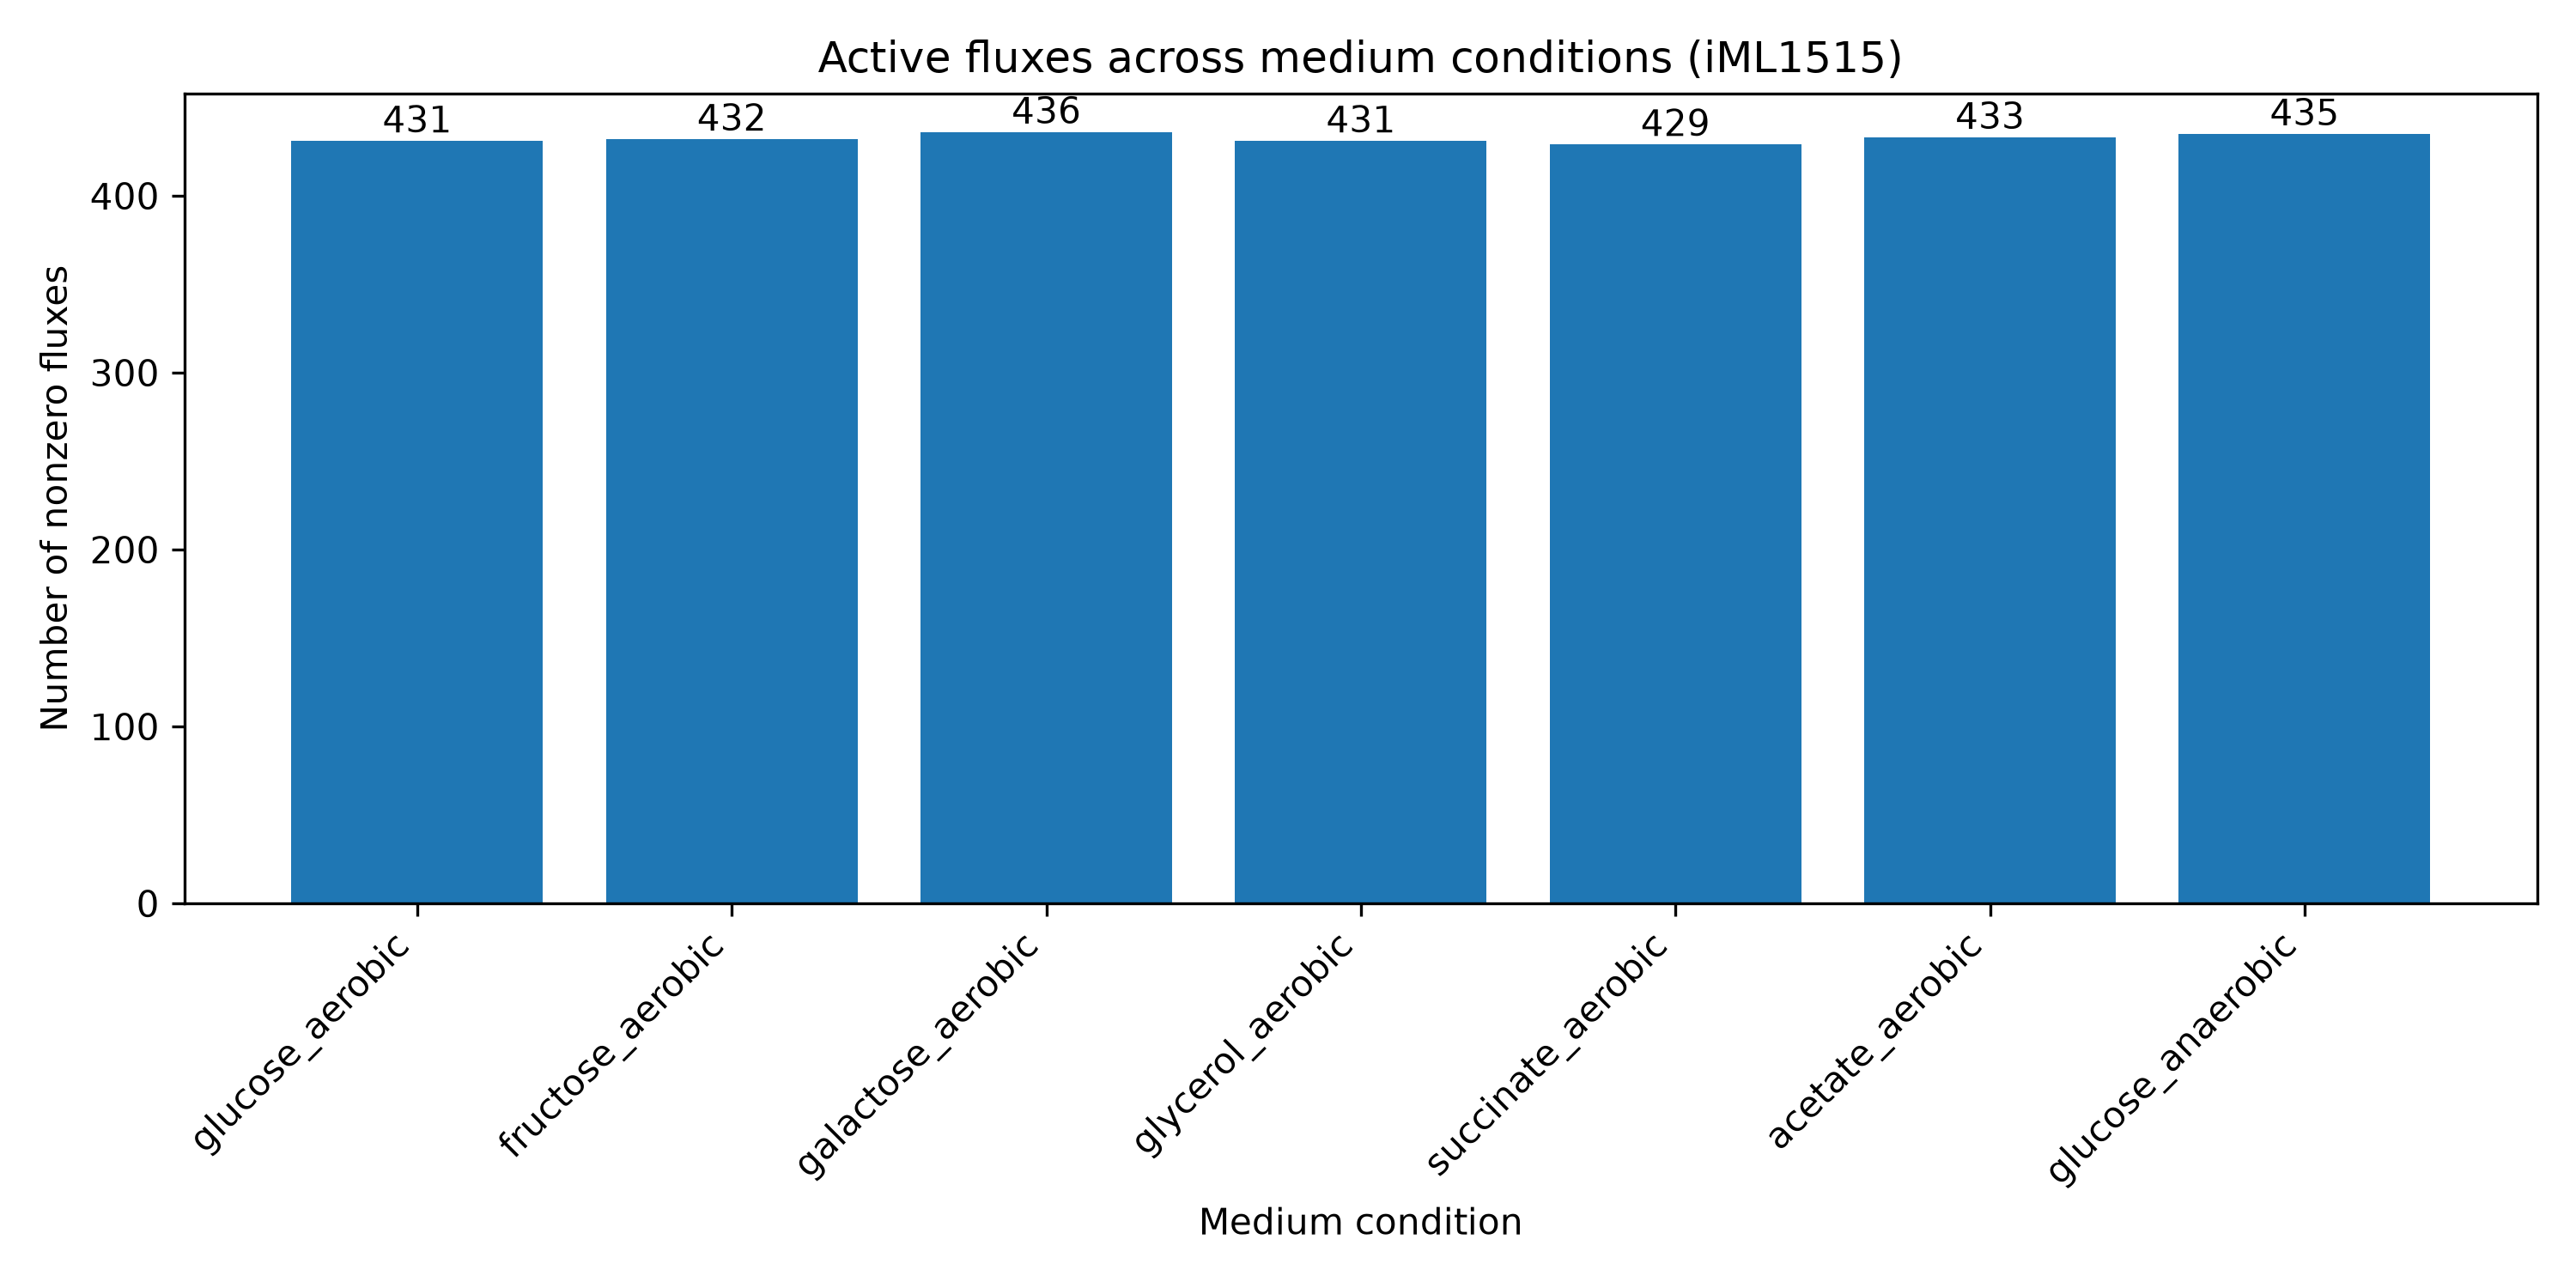 Active fluxes across medium conditions (iML1515)
431
432
436
431
429
433
435
Number of nonzero fluxes
400
300
200
100
0
glucose_aerobic
fructose_aerobic
galactose_aerobic
glycerol_aerobic
succinate_aerobic
acetate_aerobic
glucose_anaerobic
Medium condition